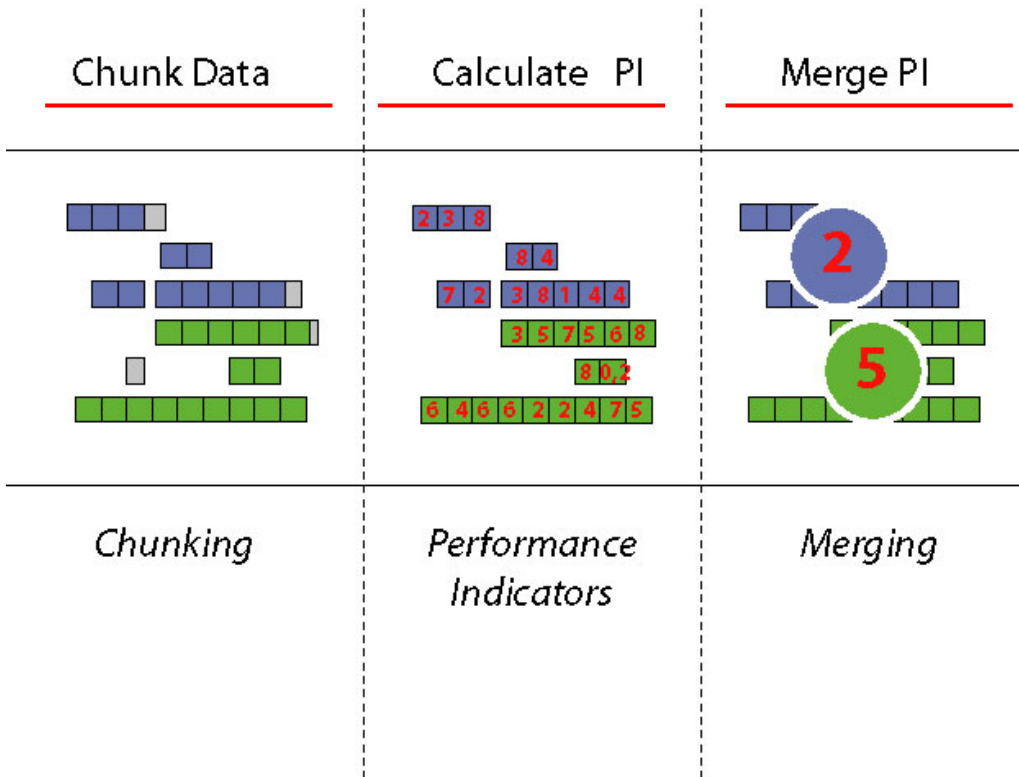 Chunk Data
Calculate PI
Merge PI
2 3 8
8 4
7 2 3 8 1 4 4
3 5 7 5 6 8
8 0,2
6 4 6 6 2 2 4 7 5
2
5
Chunking
Performance
Indicators
Merging